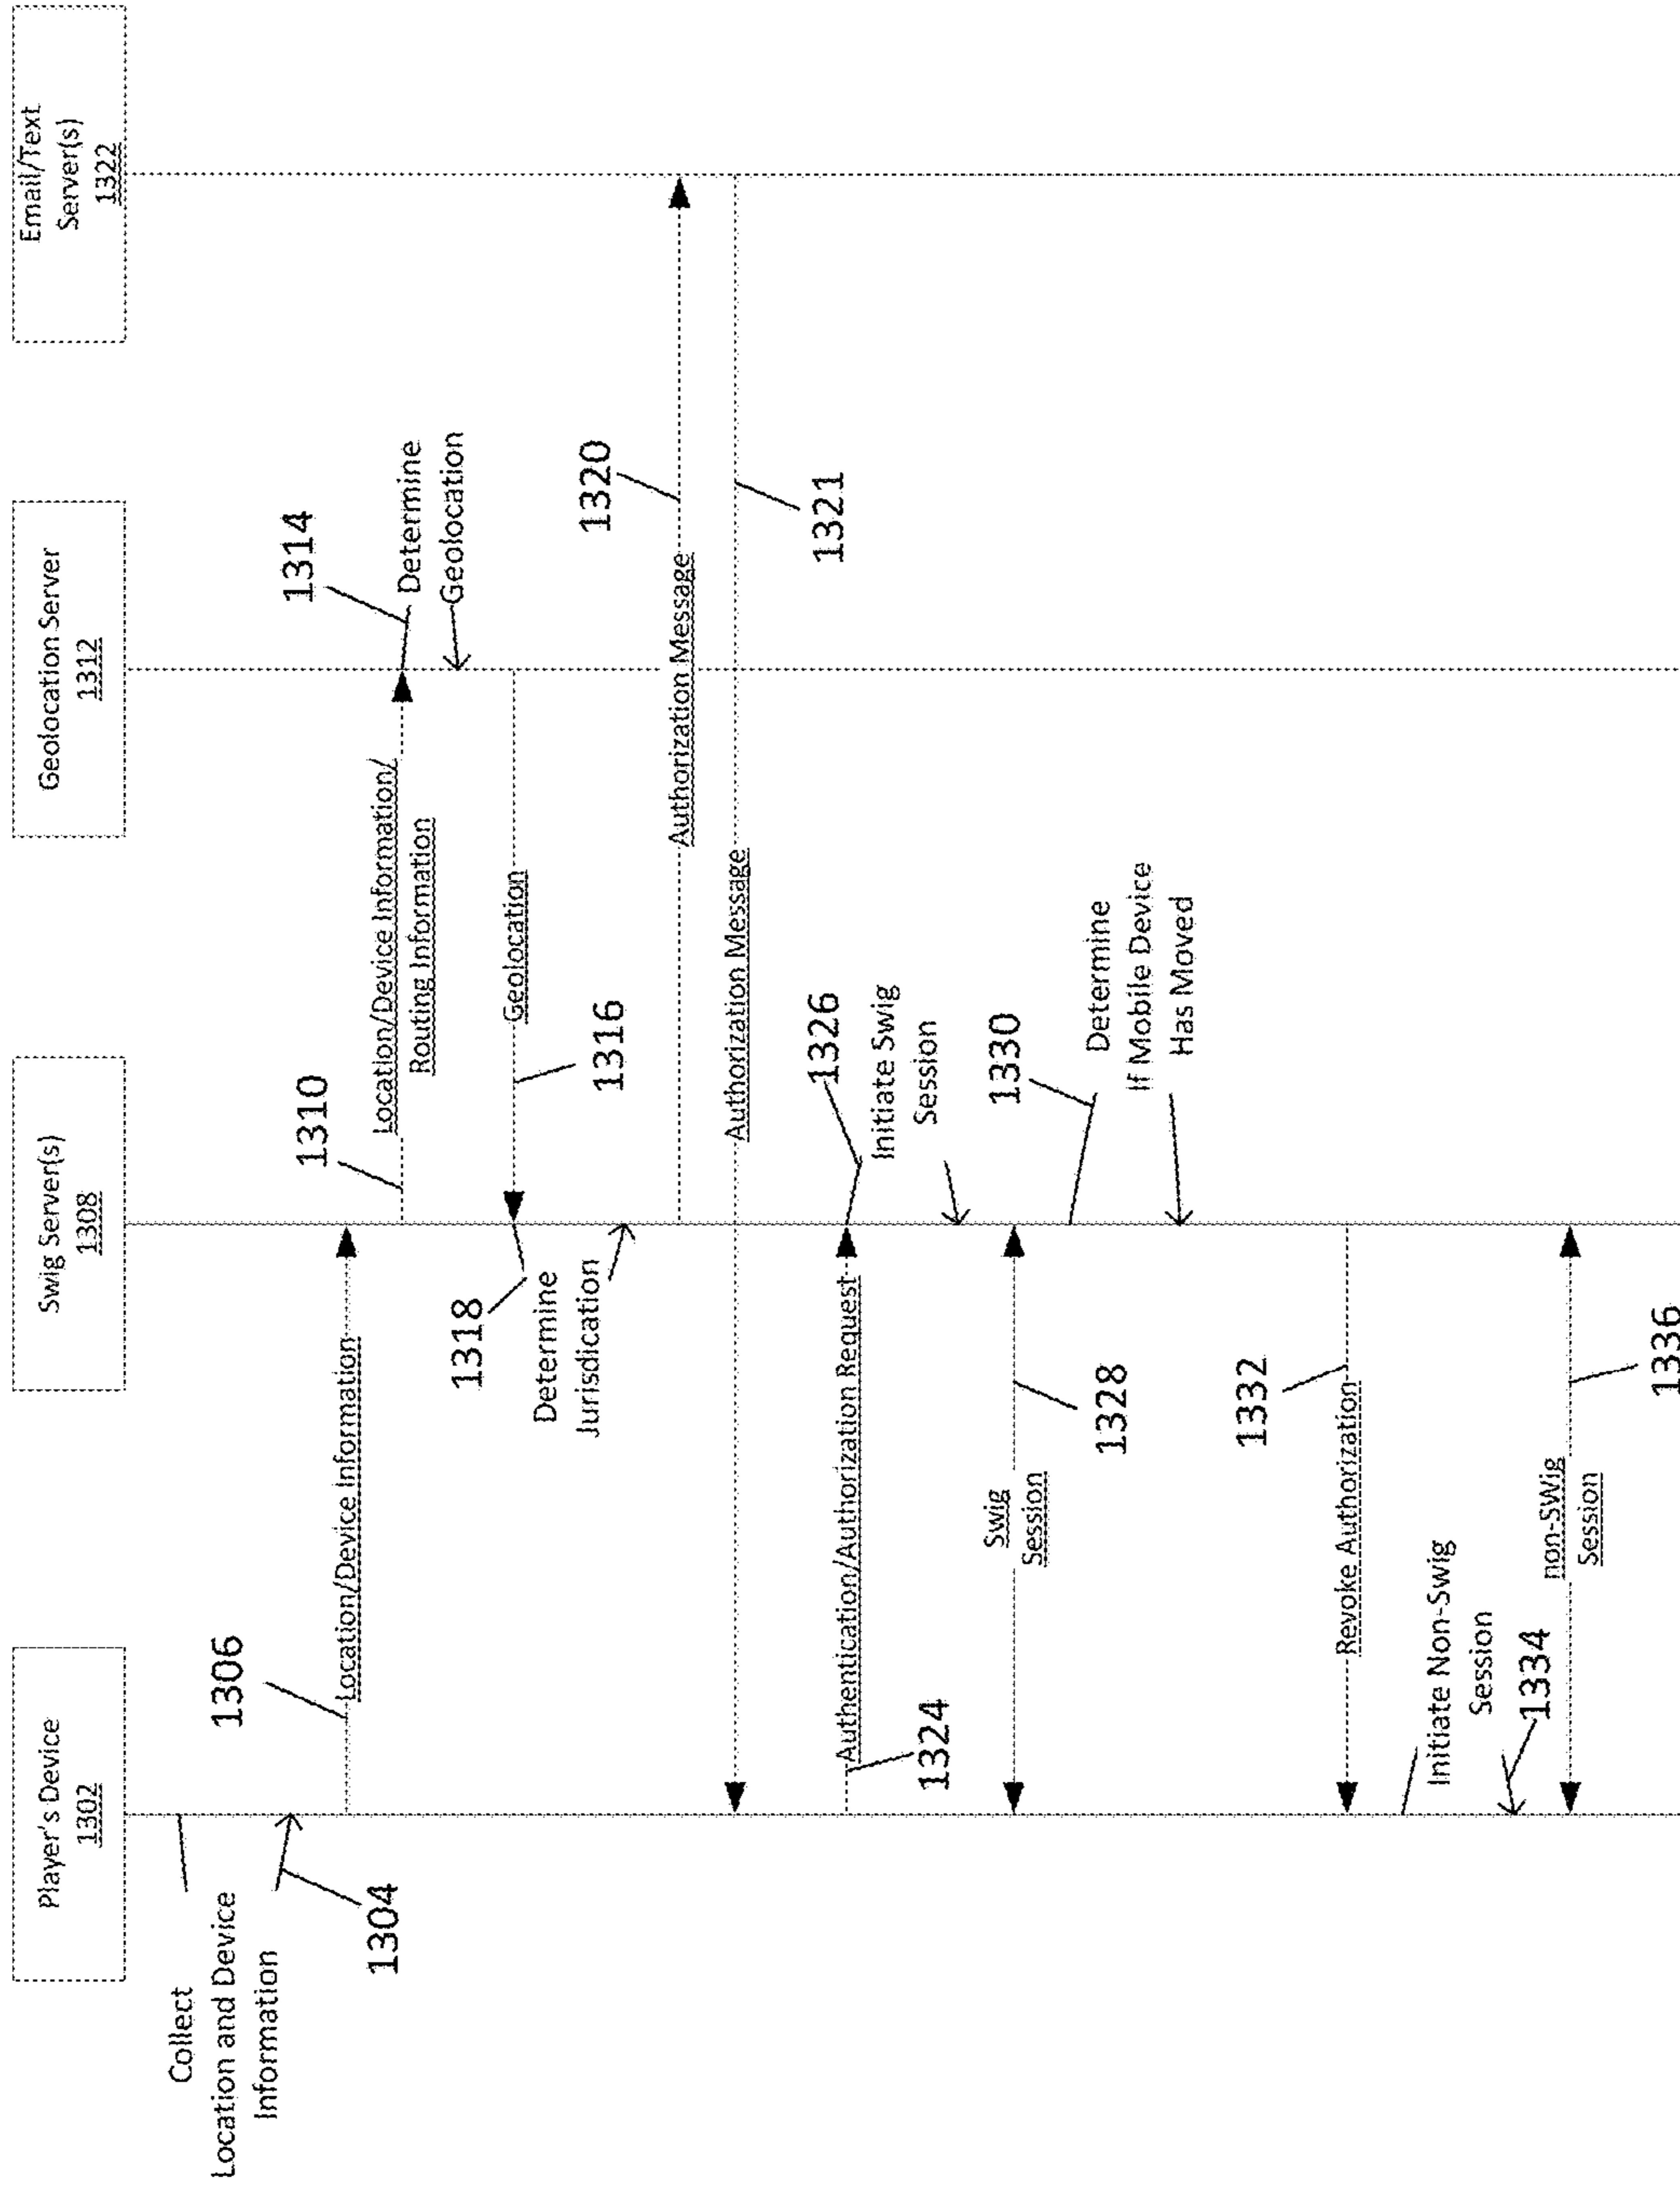 Player's Device
1302
Swig Server(s)
1308
Geolocation Server
1312
Email/Text
Server(s)
1322
Collect
Location and Device
Information
1304
1306
Location/Device Information
1310
Location/Device Information/
Routing Information
1314
Determine
Geolocation
Geolocation
1316
1318
Determine
Jurisdication
1320
Authorization Message
1321
Authorization Message
Authentication/Authorization Request
1324
1326
Initiate Swig
Session
Swig
Session
1328
1330
Determine
If Mobile Device
Has Moved
1332
Revoke Authorization
Initiate Non-Swig
Session
1334
non-SWig
Session
1336